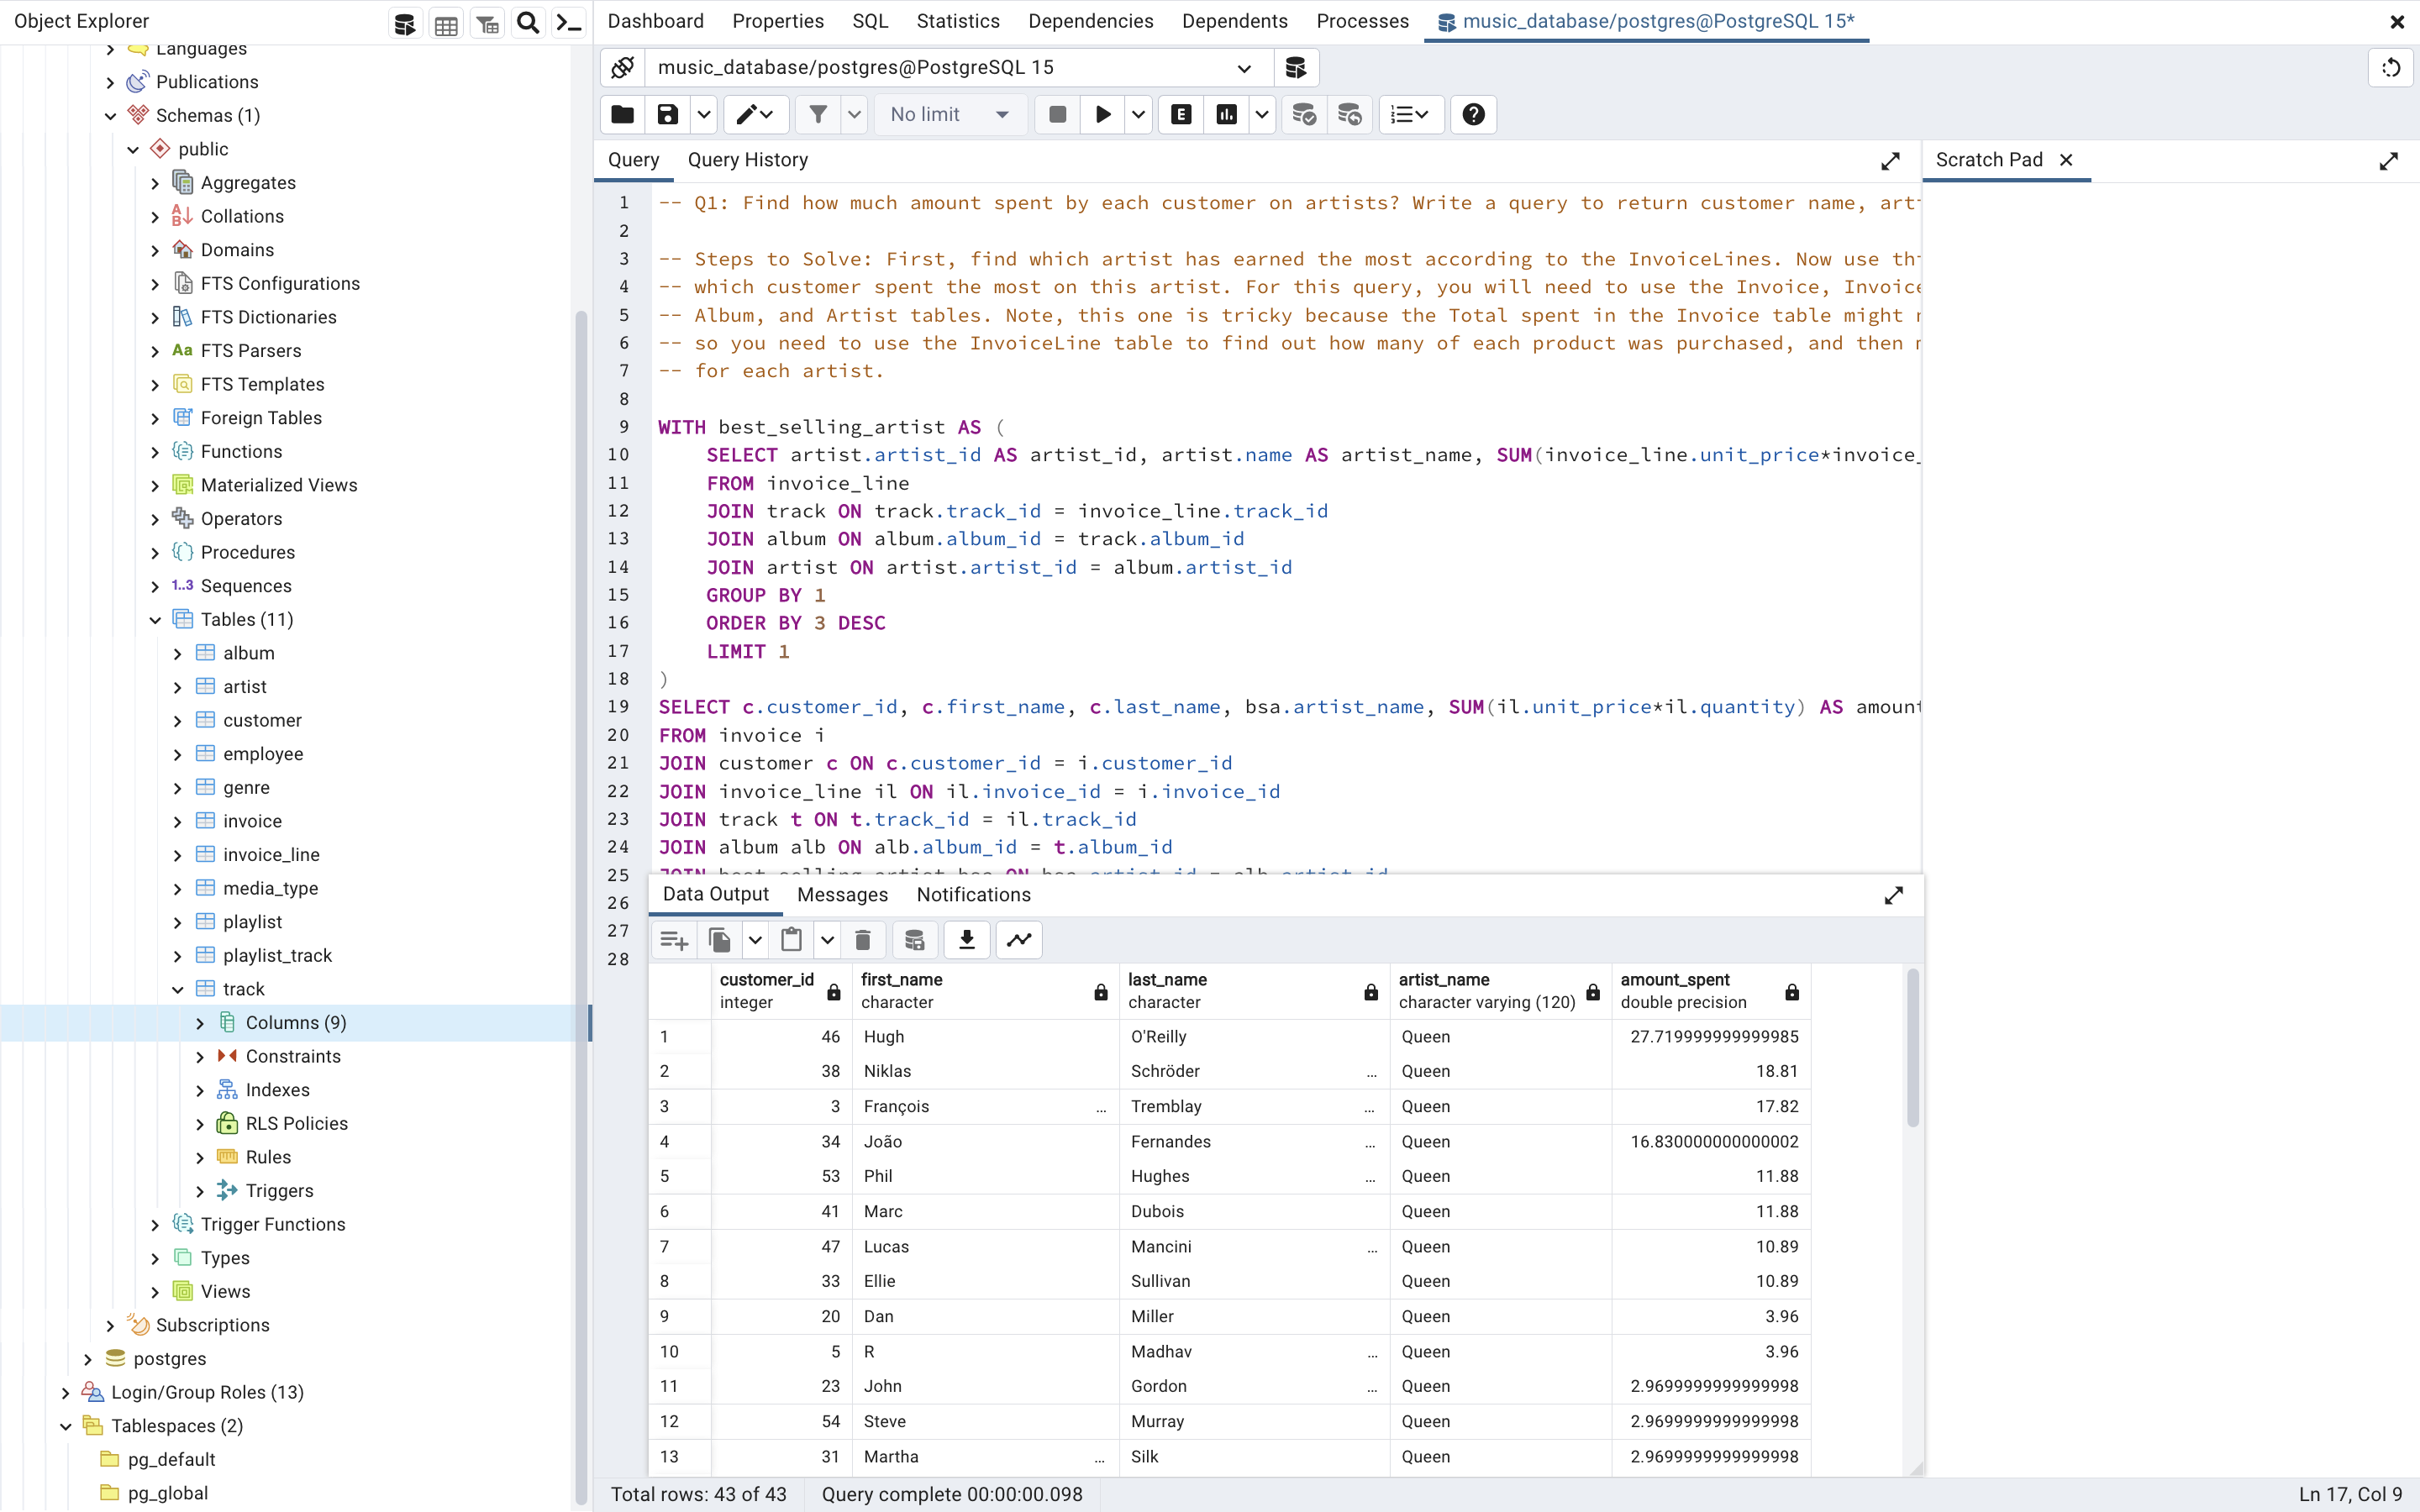 Object Explorer
Languages
Publications
Schemas (1)
public
Aggregates
Collations
Domains
FTS Configurations
FTS Dictionaries
Aa FTS Parsers
FTS Templates
Foreign Tables
Functions
Materialized Views
Operators
Procedures
1..3 Sequences
Tables (11)
album
artist
customer
employee
genre
invoice
invoice_line
media_type
playlist
playlist_track
track
Columns (9)
Constraints
Indexes
RLS Policies
Rules
Triggers
Trigger Functions
Types
Views
Subscriptions
postgres
Login/Group Roles (13)
Tablespaces (2)
pg_default
pg_global
Dashboard Properties SQL Statistics Dependencies Dependents Processes music_database/postgres@PostgreSQL 15*
music_database/postgres@PostgreSQL 15
No limit E
Query Query History
Scratch Pad
1 -- Q1: Find how much amount spent by each customer on artists? Write a query to return customer name, art
2
3 -- Steps to Solve: First, find which artist has earned the most according to the InvoiceLines. Now use th
4 -- which customer spent the most on this artist. For this query, you will need to use the Invoice, Invoice
5 -- Album, and Artist tables. Note, this one is tricky because the Total spent in the Invoice table might
6 -- so you need to use the InvoiceLine table to find out how many of each product was purchased, and then
7 -- for each artist.
8
9 WITH best_selling_artist AS (
10 SELECT artist.artist_id AS artist_id, artist.name AS artist_name, SUM(invoice_line.unit_price*invoice_
11 FROM invoice_line
12 JOIN track ON track.track_id = invoice_line.track_id
13 JOIN album ON album.album_id = track.album_id
14 JOIN artist ON artist.artist_id = album.artist_id
15 GROUP BY 1
16 ORDER BY 3 DESC
17 LIMIT 1
18 )
19 SELECT c.customer_id, c.first_name, c.last_name, bsa.artist_name, SUM(il.unit_price*il.quantity) AS amount
20 FROM invoice i
21 JOIN customer c ON c.customer_id = i.customer_id
22 JOIN invoice_line il ON il.invoice_id = i.invoice_id
23 JOIN track t ON t.track_id = il.track_id
24 JOIN album alb ON alb.album_id = t.album_id
25 JOIN best_selling_artist bsa ON bsa.artist_id = alb.artist_id
26
27
28
Data Output Messages Notifications
customer_id first_name last_name artist_name amount_spent
integer character character character varying (120) double precision
1 46 Hugh O'Reilly Queen 27.719999999999985
2 38 Niklas Schröder ... Queen 18.81
3 3 François ... Tremblay ... Queen 17.82
4 34 João Fernandes ... Queen 16.830000000000002
5 53 Phil Hughes ... Queen 11.88
6 41 Marc Dubois Queen 11.88
7 47 Lucas Mancini ... Queen 10.89
8 33 Ellie Sullivan Queen 10.89
9 20 Dan Miller Queen 3.96
10 5 R Madhav ... Queen 3.96
11 23 John Gordon ... Queen 2.9699999999999998
12 54 Steve Murray Queen 2.9699999999999998
13 31 Martha ... Silk Queen 2.9699999999999998
Total rows: 43 of 43 Query complete 00:00:00.098 Ln 17, Col 9